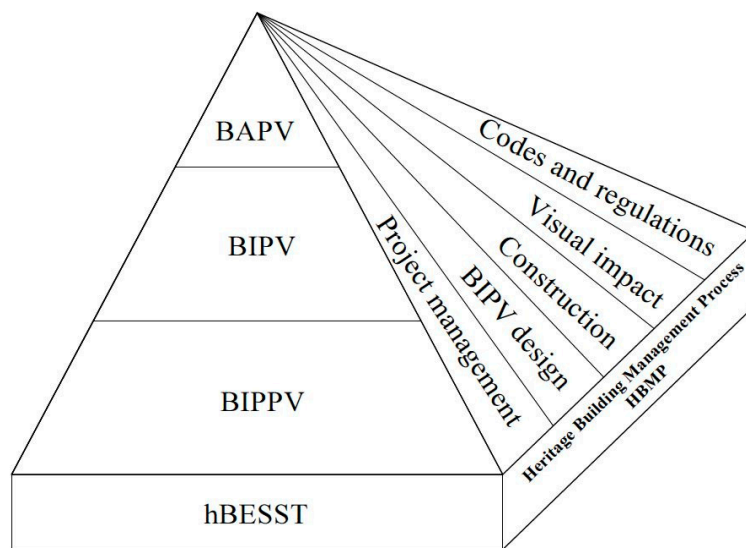 BAPV
BIPV
BIPPV
hBESST
Project management
BIPV design
Construction
Visual impact
Codes and regulations
Heritage Building Management Process
HBMP